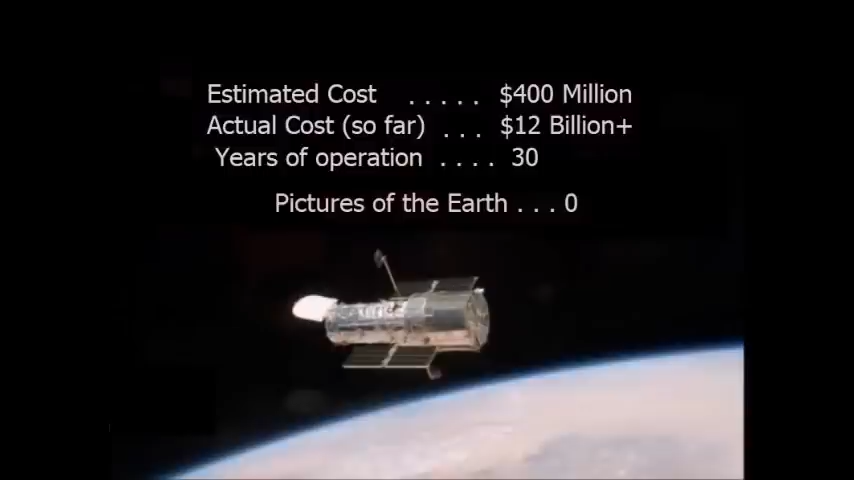 Estimated Cost . . . . . $400 Million
Actual Cost (so far) . . . $12 Billion+
Years of operation . . . . 30
Pictures of the Earth . . . 0